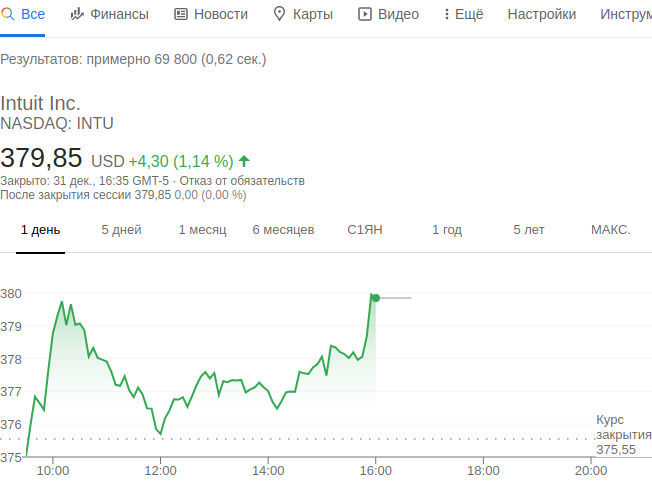 Все Финансы Новости Карты Видео Ещё Настройки Инструм
Результатов: примерно 69 800 (0,62 сек.)
Intuit Inc.
NASDAQ: INTU
379,85 USD +4,30 (1,14 %)
Закрыто: 31 дек., 16:35 GMT-5 · Отказ от обязательств
После закрытия сессии 379,85 0,00 (0,00 %)
1 день 5 дней 1 месяц 6 месяцев С1ЯН 1 год 5 лет МАКС.
380
379
378
377
376
375
Курс
закрытия
375,55
10:00 12:00 14:00 16:00 18:00 20:00